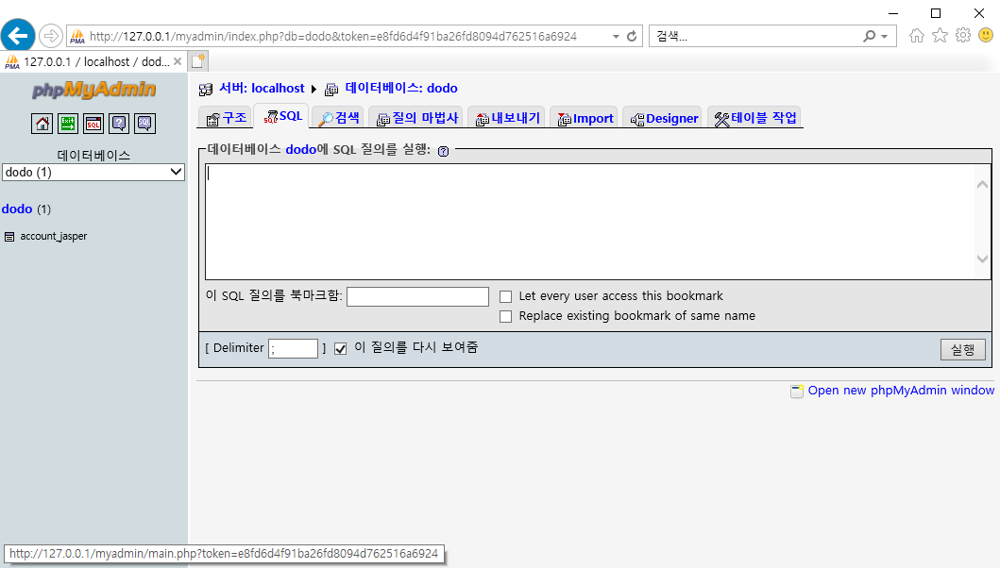 http://127.0.0.1/myadmin/index.php?db=dodo&token=e8fd6d4f91ba26fd8094d762516a6924
검색...
127.0.0.1 / localhost / dod...
phpMyAdmin
서버: localhost
데이터베이스: dodo
구조
SQL
검색
질의 마법사
내보내기
Import
Designer
테이블 작업
데이터베이스
dodo (1)
dodo (1)
account_jasper
데이터베이스 dodo에 SQL 질의를 실행:
이 SQL 질의를 북마크함:
Let every user access this bookmark
Replace existing bookmark of same name
[ Delimiter ; ] 이 질의를 다시 보여줌
실행
Open new phpMyAdmin window
http://127.0.0.1/myadmin/main.php?token=e8fd6d4f91ba26fd8094d762516a6924